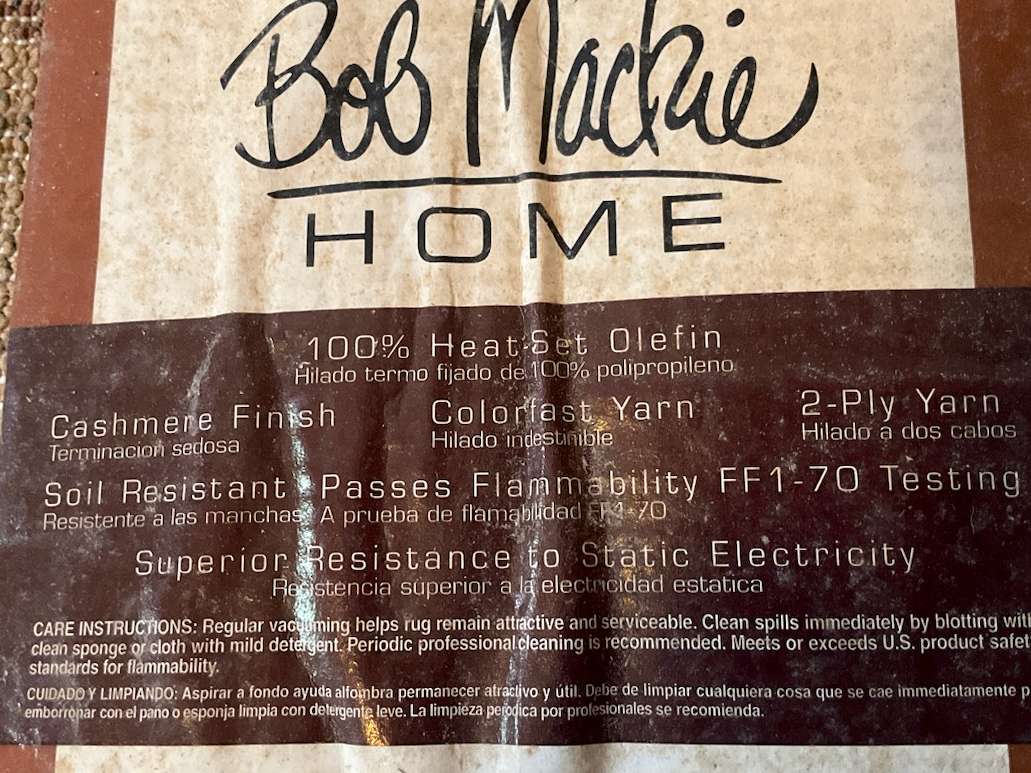 Bob Mackie
HOME
100% Heat-Set Olefin
Hilado termo fijado de 100% polipropileno
Cashmere Finish
Terminacion sedosa
Colorfast Yarn
Hilado indestinible
2-Ply Yarn
Hilado a dos cabos
Soil Resistant
Resistente a las manchas
Passes Flammability FF1-70 Testing
A prueba de flamabilidad FF1-70
Superior Resistance to Static Electricity
Resistencia súperior a la electricidad estatica
CARE INSTRUCTIONS: Regular vacuuming helps rug remain attractive and serviceable. Clean spills immediately by blotting with
clean sponge or cloth with mild detergent. Periodic professional cleaning is recommended. Meets or exceeds U.S. product safet
standards for flammability.
CUIDADO Y LIMPIANDO: Aspirar a fondo ayuda alfombra permanecer atractivo y útil. Debe de limpiar cualquiera cosa que se cae immediatamente p
emborronar con el pano o esponja limpia con detergente leve. La limpieza perodica por profesionales se recomienda.